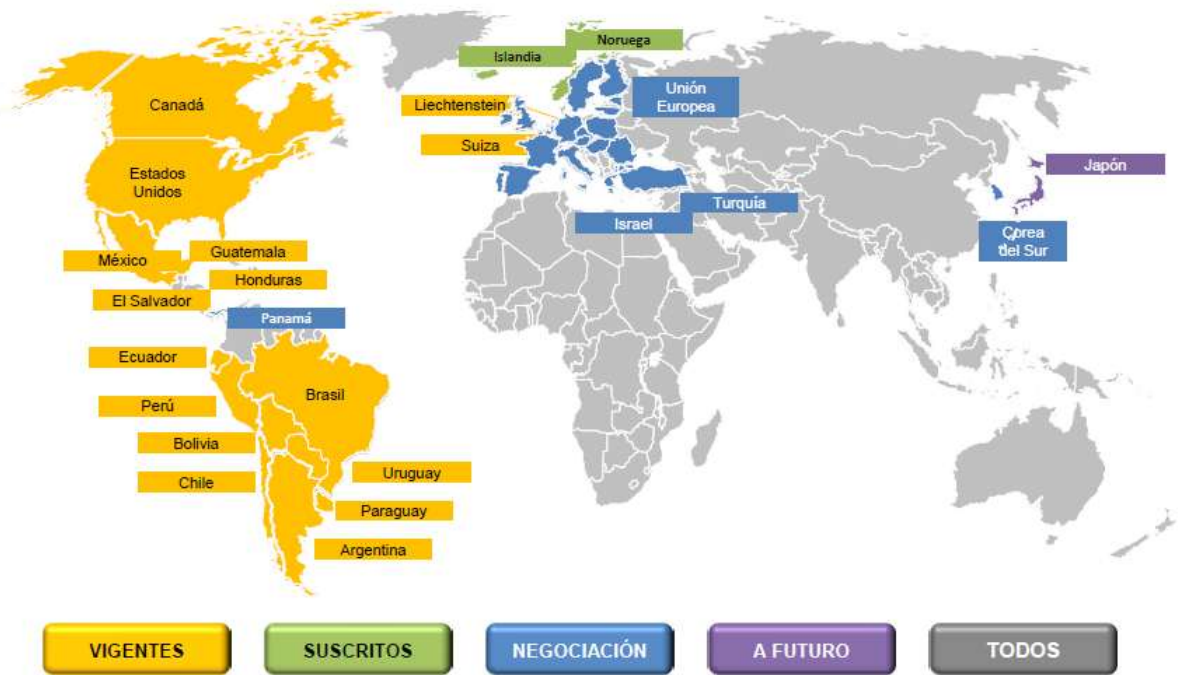 Noruega
Islandia
Canadá
Liechtenstein
Unión
Europea
Suiza
Japón
Estados
Unidos
Turquía
Israel
Corea
del Sur
México
Guatemala
Honduras
El Salvador
Panamá
Ecuador
Brasil
Perú
Bolivia
Uruguay
Chile
Paraguay
Argentina
VIGENTES
SUSCRITOS
NEGOCIACIÓN
A FUTURO
TODOS